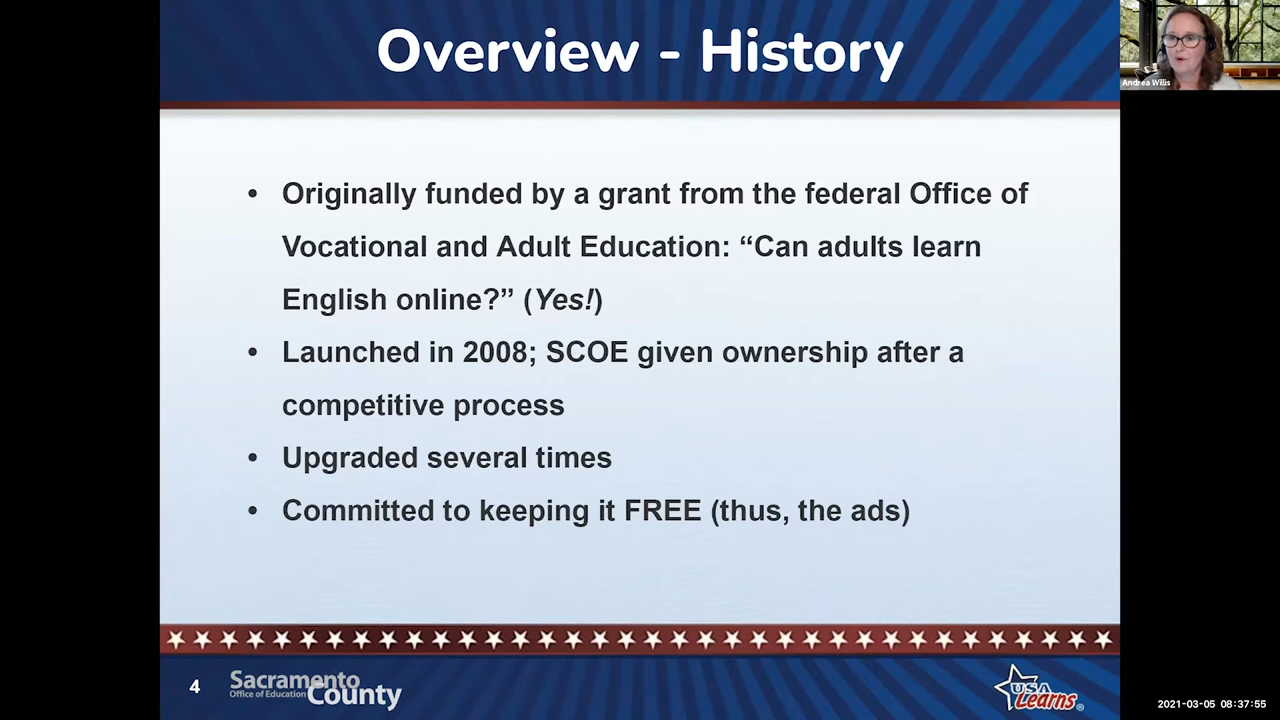 Overview - History
Andrea Willis
• Originally funded by a grant from the federal Office of
Vocational and Adult Education: “Can adults learn
English online?” (Yes!)
• Launched in 2008; SCOE given ownership after a
competitive process
• Upgraded several times
• Committed to keeping it FREE (thus, the ads)
4
Sacramento
Office of Education County
USA
Learns®
2021-03-05 08:37:55